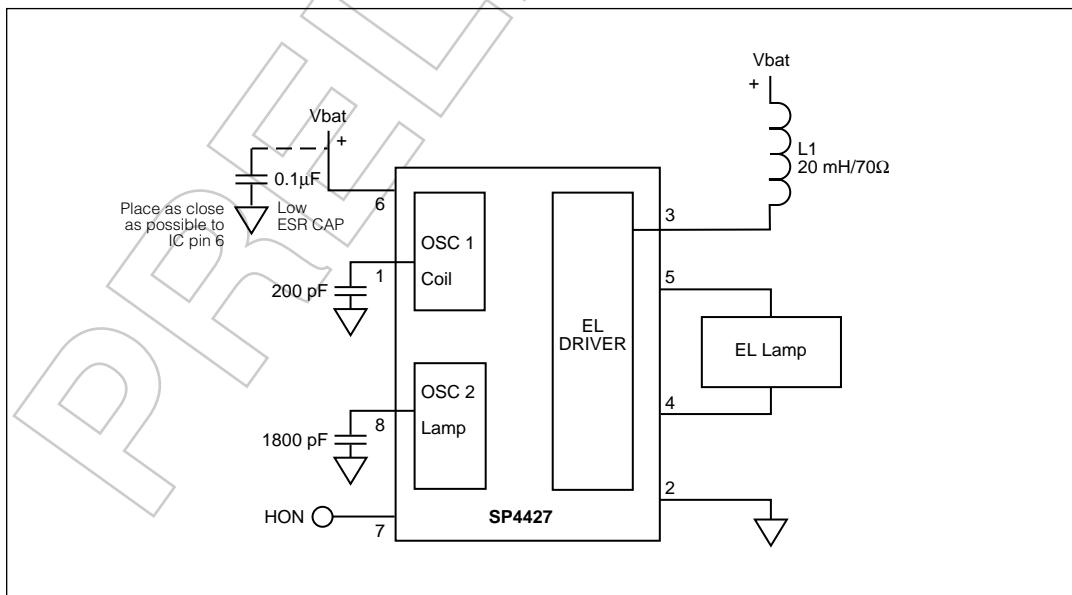 Vbat
+
L1
20 mH/70Ω
Vbat
+
0.1µF
Low
ESR CAP
Place as close
as possible to
IC pin 6
6
OSC 1
Coil
1
200 pF
3
5
EL
DRIVER
EL Lamp
4
OSC 2
Lamp
8
1800 pF
2
HON
7
SP4427